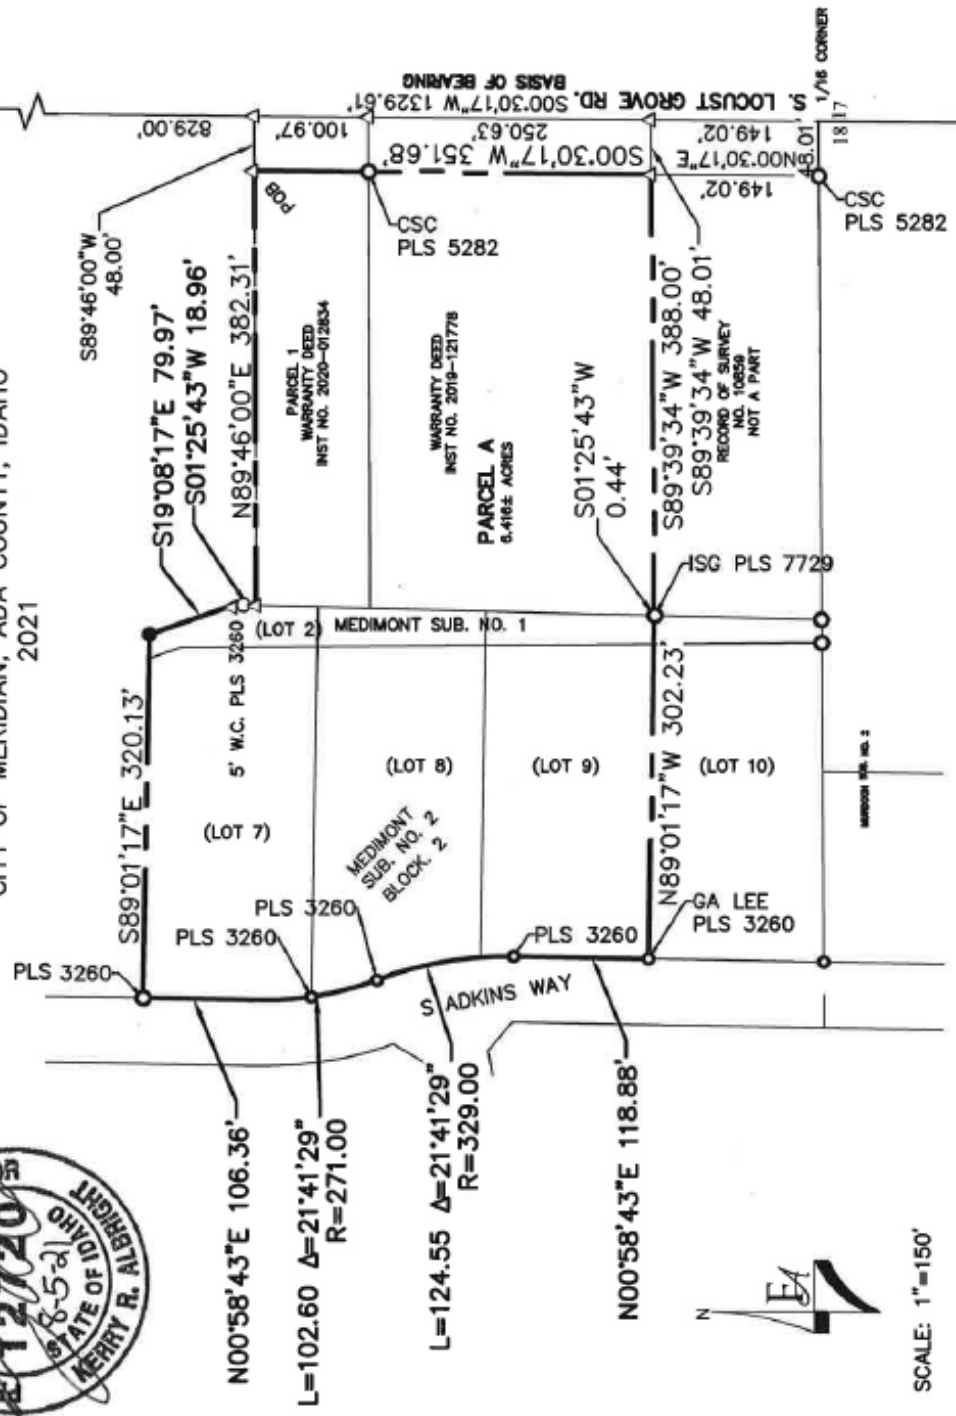 CITY OF MERIDIAN, ADA COUNTY, IDAHO
2021
S89°46'00"W
48.00'
829.00'
100.97'
S. LOCUST GROVE RD. S00°30'17"W 1329.61'
BASIS OF BEARING
250.63'
S00°30'17"W 351.68'
149.02'
N00°30'17"E
149.02'
48.01'
1/16 CORNER
18 17
POB
CSC
PLS 5282
CSC
PLS 5282
S19°08'17"E 79.97'
S01°25'43"W 18.96'
N89°46'00"E 382.31'
PARCEL 1
WARRANTY DEED
INST NO. 2020-012834
WARRANTY DEED
INST NO. 2019-121778
PARCEL A
6.416± ACRES
S01°25'43"W
0.44'
S89°39'34"W 388.00'
S89°39'34"W 48.01'
RECORD OF SURVEY
NO. 10859
NOT A PART
ISG PLS 7729
(LOT 2) MEDIMONT SUB. NO. 1
5' W.C. PLS 3260
S89°01'17"E 320.13'
(LOT 7)
(LOT 8)
(LOT 9)
(LOT 10)
MEDIMONT
SUB. NO. 2
BLOCK. 2
N89°01'17"W 302.23'
MURDOCH SUB. NO. 2
PLS 3260
PLS 3260
PLS 3260
PLS 3260
GA LEE
PLS 3260
S ADKINS WAY
N00°58'43"E 106.36'
L=102.60 Δ=21°41'29"
R=271.00
L=124.55 Δ=21°41'29"
R=329.00
N00°58'43"E 118.88'
8-5-21
STATE OF IDAHO
KERRY R. ALBRIGHT
N
EA
SCALE: 1"=150'